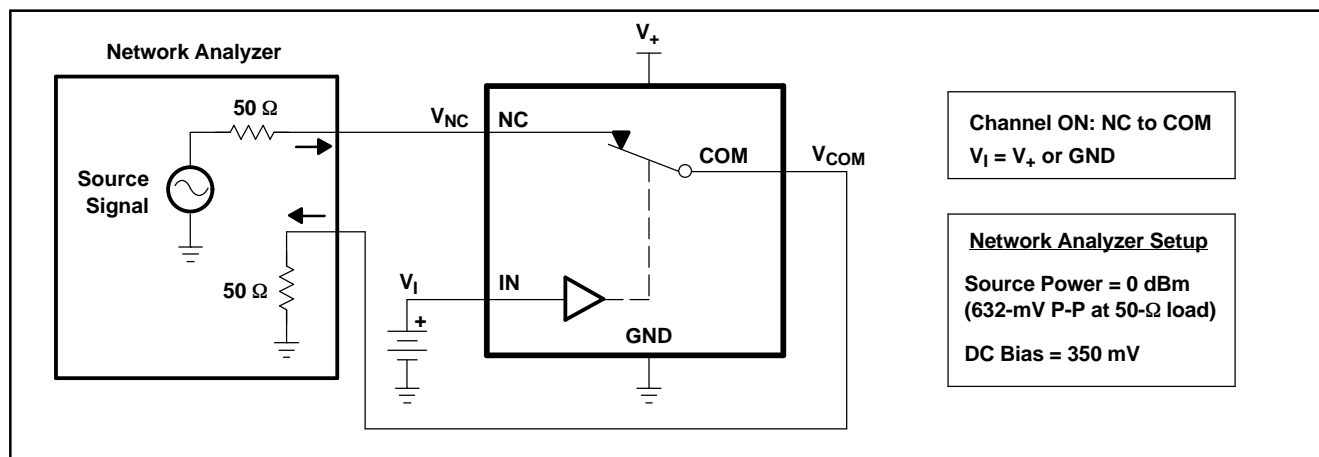 V+
Network Analyzer
50 Ω
VNC
NC
COM
VCOM
Source
Signal
50 Ω
VI
IN
+
GND
Channel ON: NC to COM
VI = V+ or GND
Network Analyzer Setup
Source Power = 0 dBm
(632-mV P-P at 50-Ω load)
DC Bias = 350 mV